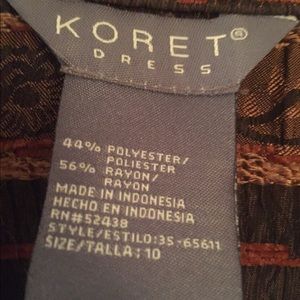 KORET®
DRESS
44% POLYESTER/
POLIESTER
56% RAYON/
RAYON
MADE IN INDONESIA
HECHO EN INDONESIA
RN#52438
STYLE/ESTILO:35-65611
SIZE/TALLA:10